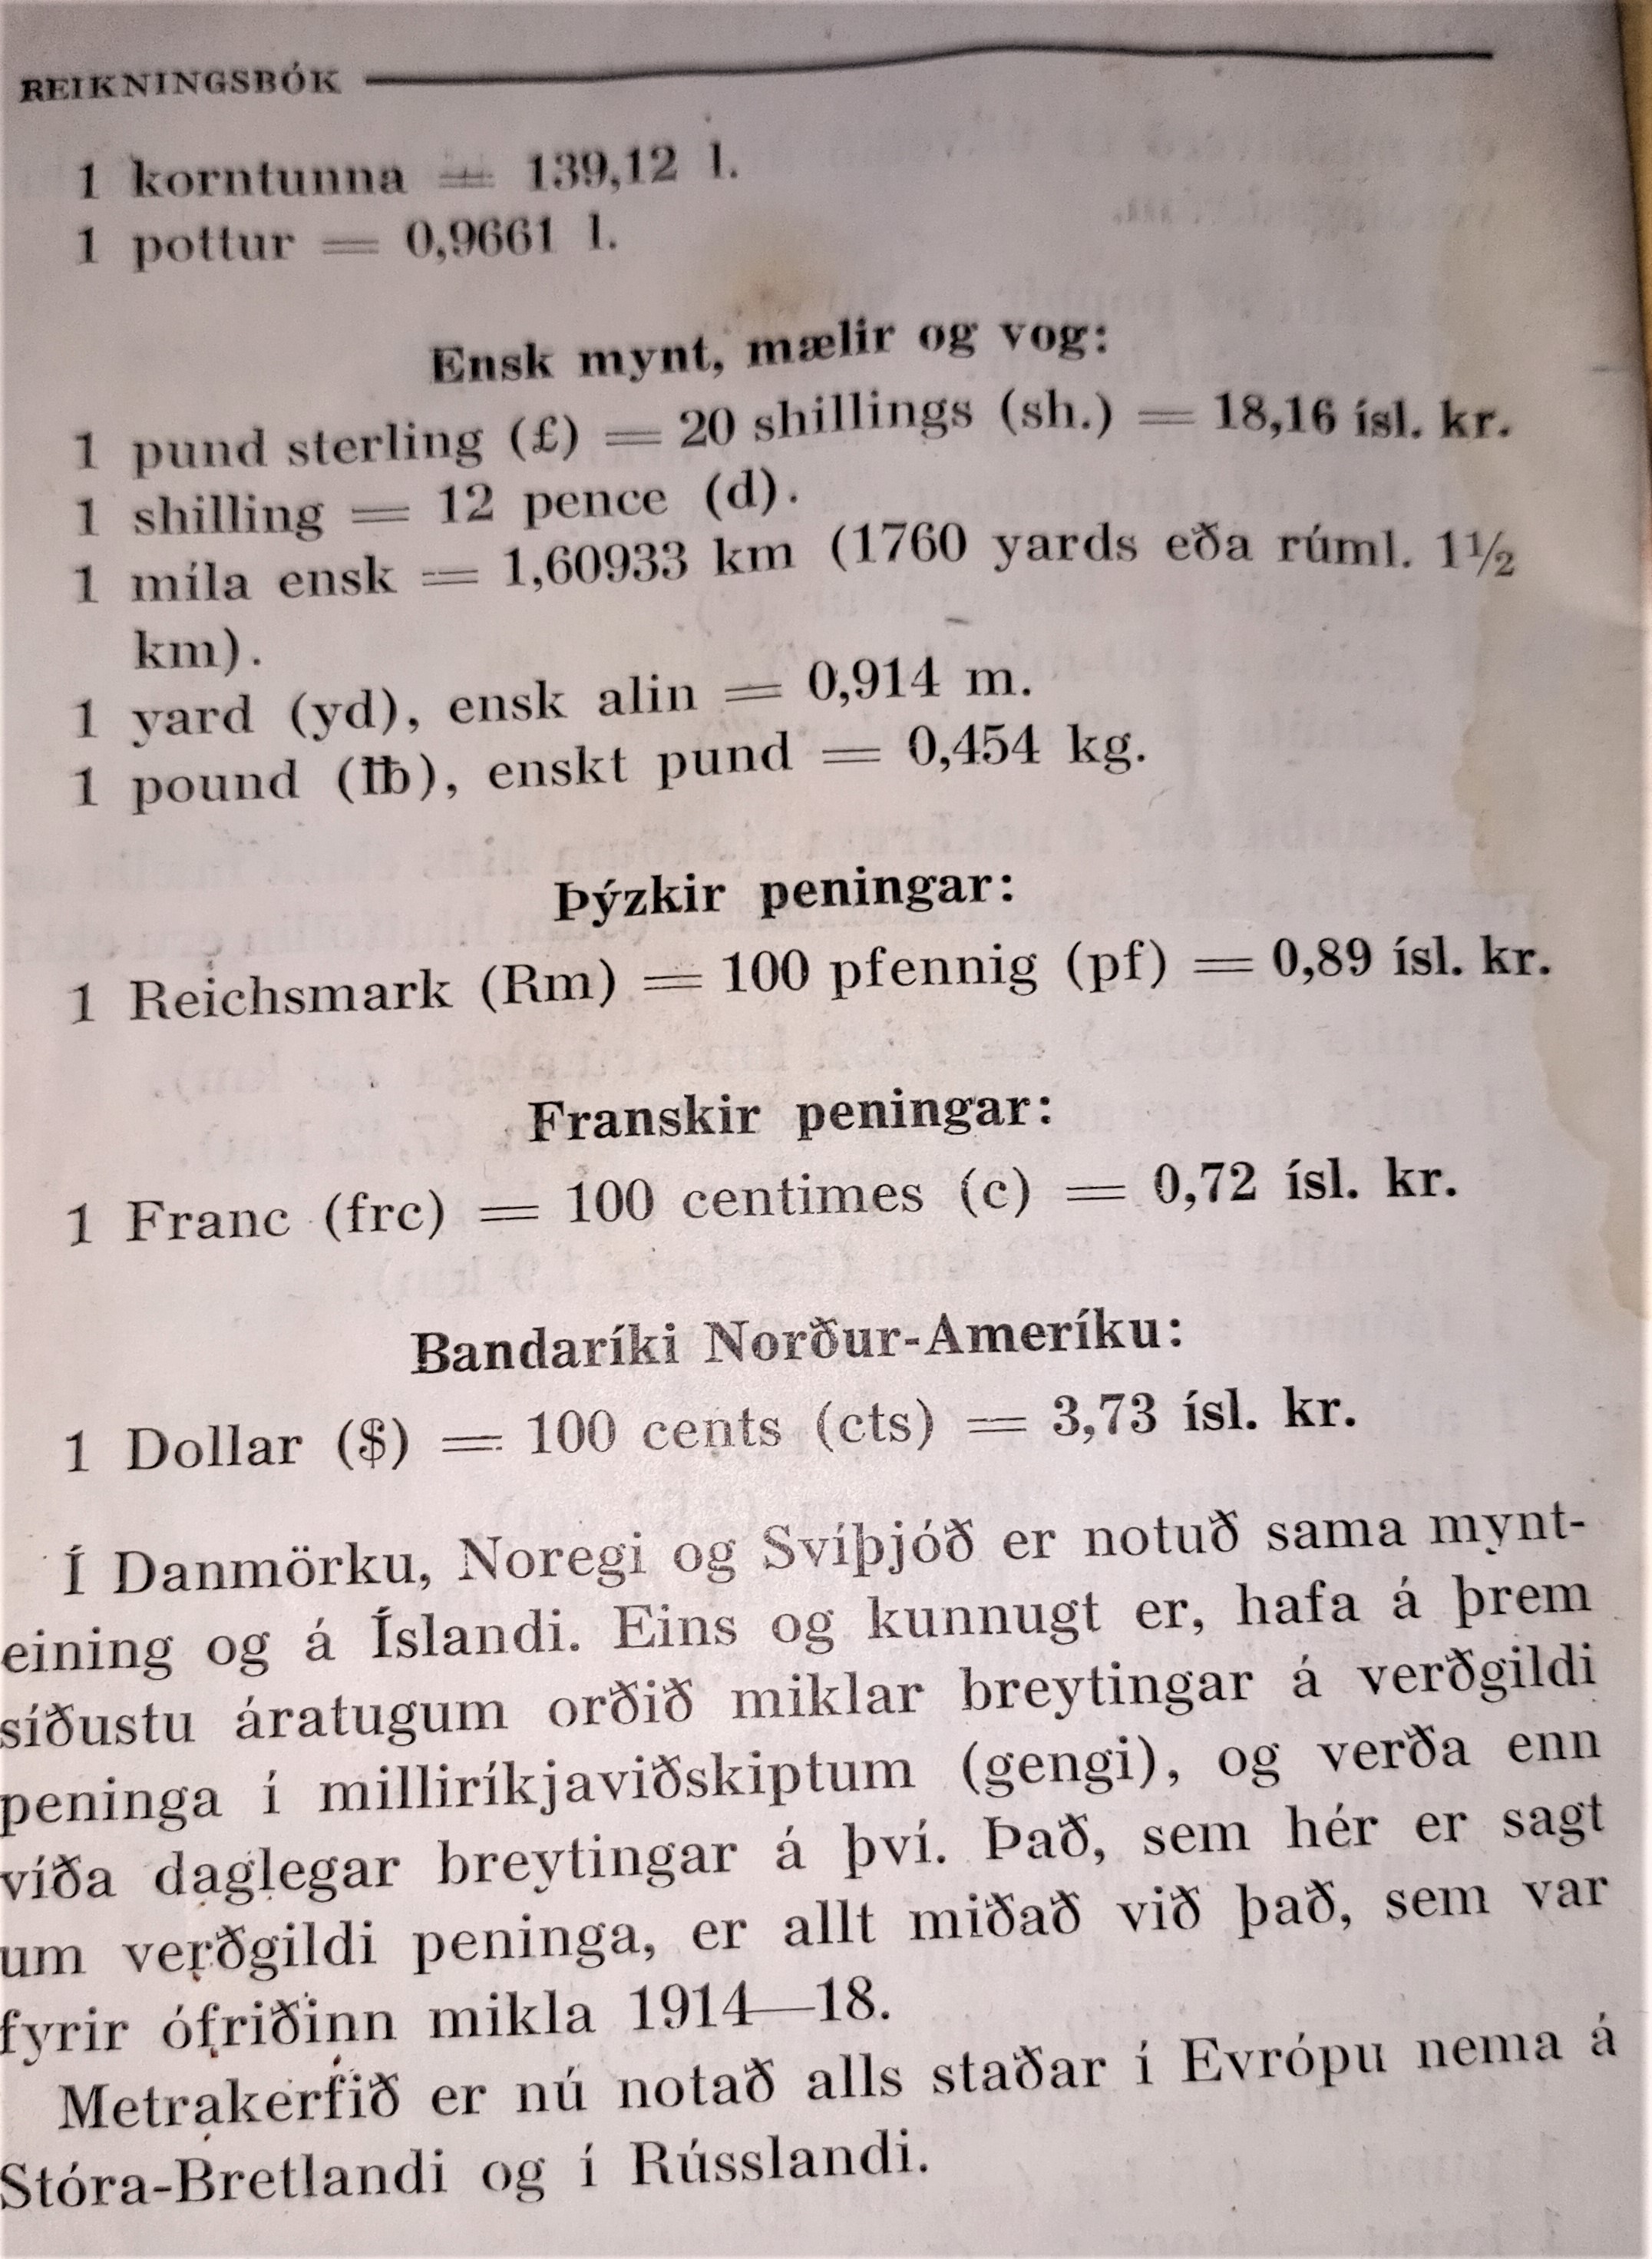 REIKNINGSBÓK
1 korntunna = 139,12 l.
1 pottur = 0,9661 l.
Ensk mynt, mælir og vog:
1 pund sterling (£) = 20 shillings (sh.) = 18,16 ísl. kr.
1 shilling = 12 pence (d).
1 míla ensk = 1,60933 km (1760 yards eða rúml. 1½
km).
1 yard (yd), ensk alin = 0,914 m.
1 pound (℔), enskt pund = 0,454 kg.
Þýzkir peningar:
1 Reichsmark (Rm) = 100 pfennig (pf) = 0,89 ísl. kr.
Franskir peningar:
1 Franc (frc) = 100 centimes (c) = 0,72 ísl. kr.
Bandaríki Norður-Ameríku:
1 Dollar ($) = 100 cents (cts) = 3,73 ísl. kr.
Í Danmörku, Noregi og Svíþjóð er notuð sama mynt-
eining og á Íslandi. Eins og kunnugt er, hafa á þrem
síðustu áratugum orðið miklar breytingar á verðgildi
peninga í milliríkjaviðskiptum (gengi), og verða enn
víða daglegar breytingar á því. Það, sem hér er sagt
um verðgildi peninga, er allt miðað við það, sem var
fyrir ófriðinn mikla 1914—18.
Metrakerfið er nú notað alls staðar í Evrópu nema á
Stóra-Bretlandi og í Rússlandi.